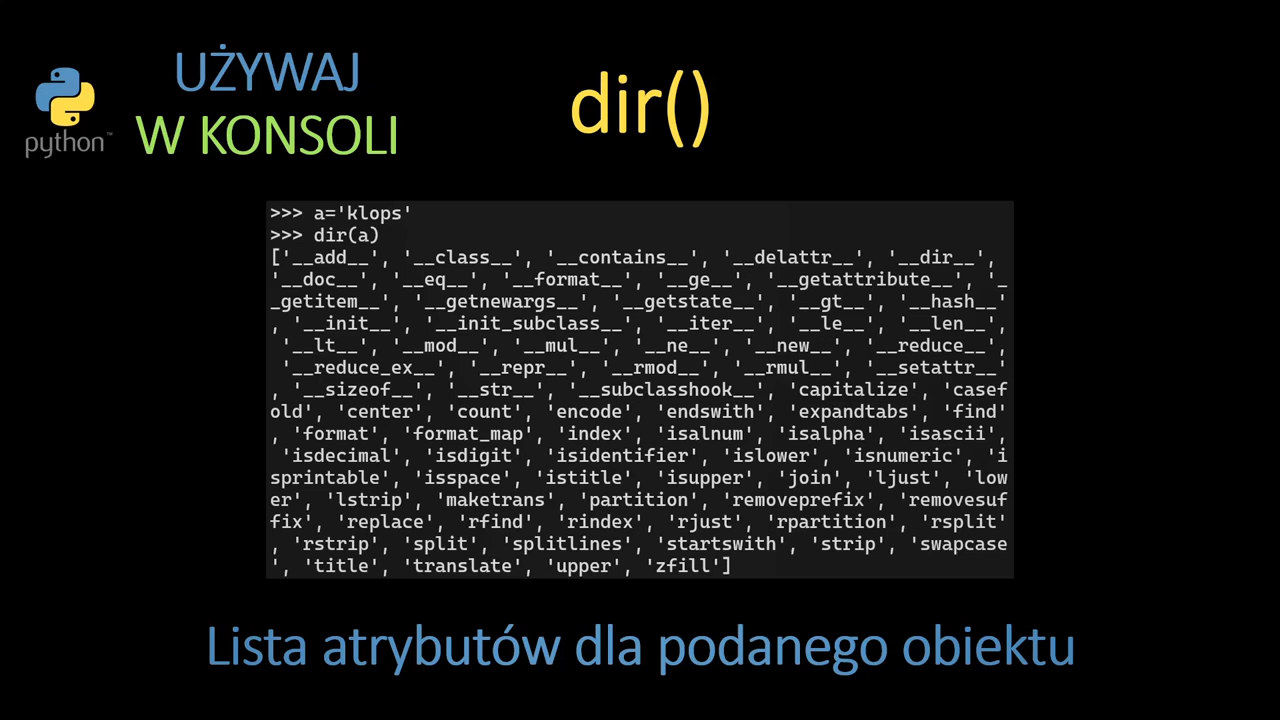 UŻYWAJ
W KONSOLI
python™
dir()
>>> a='klops'
>>> dir(a)
['__add__', '__class__', '__contains__', '__delattr__', '__dir__',
'__doc__', '__eq__', '__format__', '__ge__', '__getattribute__', '_
_getitem__', '__getnewargs__', '__getstate__', '__gt__', '__hash__'
, '__init__', '__init_subclass__', '__iter__', '__le__', '__len__',
'__lt__', '__mod__', '__mul__', '__ne__', '__new__', '__reduce__',
'__reduce_ex__', '__repr__', '__rmod__', '__rmul__', '__setattr__'
, '__sizeof__', '__str__', '__subclasshook__', 'capitalize', 'casef
old', 'center', 'count', 'encode', 'endswith', 'expandtabs', 'find'
, 'format', 'format_map', 'index', 'isalnum', 'isalpha', 'isascii',
'isdecimal', 'isdigit', 'isidentifier', 'islower', 'isnumeric', 'i
sprintable', 'isspace', 'istitle', 'isupper', 'join', 'ljust', 'low
er', 'lstrip', 'maketrans', 'partition', 'removeprefix', 'removesuf
fix', 'replace', 'rfind', 'rindex', 'rjust', 'rpartition', 'rsplit'
, 'rstrip', 'split', 'splitlines', 'startswith', 'strip', 'swapcase
', 'title', 'translate', 'upper', 'zfill']
Lista atrybutów dla podanego obiektu